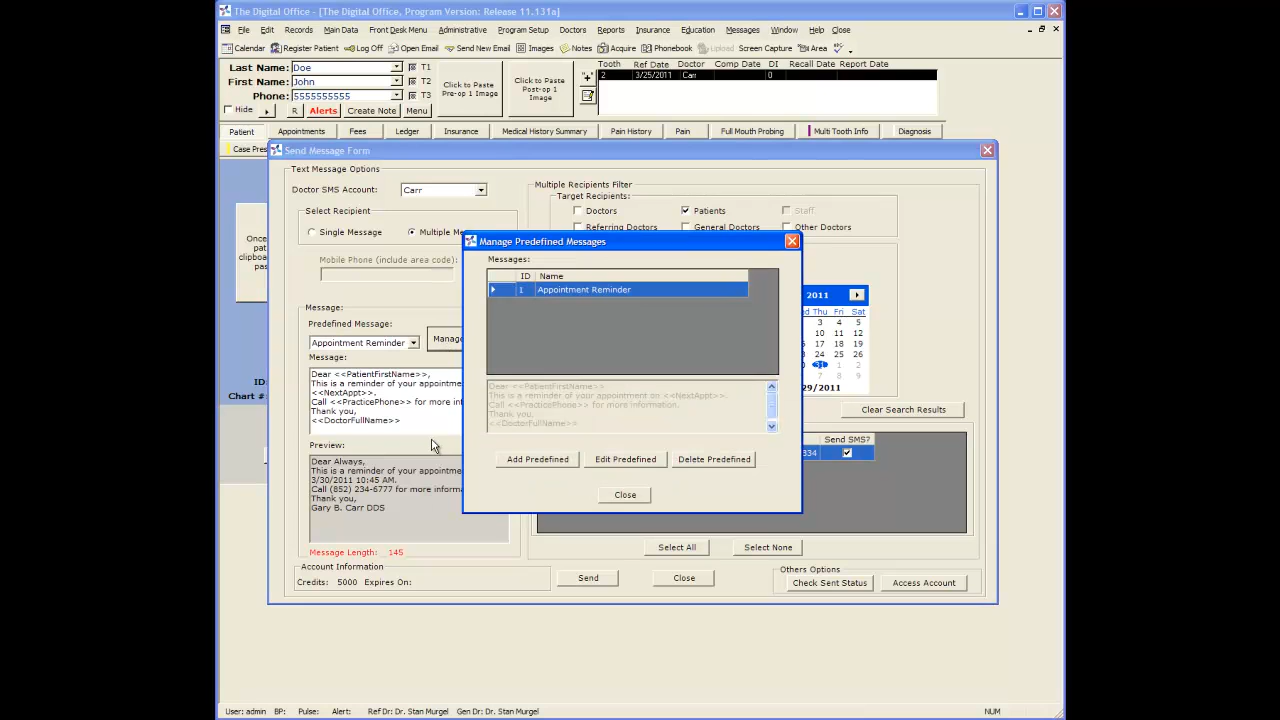 The Digital Office - [The Digital Office, Program Version: Release 11.131a]
File Edit Records Main Data Front Desk Menu Administrative Program Setup Doctors Reports Insurance Education Messages Window Help Close
Calendar Register Patient Log Off Open Email Send New Email Images Notes Acquire Phonebook Upload Screen Capture Area
Last Name: Doe T1
First Name: John T2
Phone: 5555555555 T3
Hide R Alerts Create Note Menu
Click to Paste
Pre-op 1 Image
Click to Paste
Post-op 1
Image
Tooth Ref Date Doctor Comp Date DI Recall Date Report Date
2 3/25/2011 Carr 0
Patient Appointments Fees Ledger Insurance Medical History Summary Pain History Pain Full Mouth Probing Multi Tooth Info Diagnosis
Case Pres
Once
pat
clipboa
pas
ID
Chart #:
Send Message Form
Text Message Options
Doctor SMS Account: Carr
Select Recipient
Single Message Multiple Me
Mobile Phone (include area code):
Message:
Predefined Message:
Appointment Reminder Manage
Message:
Dear <<PatientFirstName>>,
This is a reminder of your appointme
<<NextAppt>>.
Call <<PracticePhone>> for more in
Thank you,
<<DoctorFullName>>
Preview:
Dear Always,
This is a reminder of your appointme
3/30/2011 10:45 AM.
Call (852) 234-6777 for more informa
Thank you,
Gary B. Carr DDS
Message Length: 145
Account Information
Credits: 5000 Expires On:
Multiple Recipients Filter
Target Recipients:
Doctors Patients Staff
Referring Doctors General Doctors Other Doctors
2011
d Thu Fri Sat
3 4 5
10 11 12
17 18 19
24 25 26
31 1 2
7 8 9
29/2011
Clear Search Results
Send SMS?
334
Select All Select None
Send Close
Others Options
Check Sent Status Access Account
Manage Predefined Messages
Messages:
ID Name
1 Appointment Reminder
Dear <<PatientFirstName>>
This is a reminder of your appointment on <<NextAppt>>.
Call <<PracticePhone>> for more information.
Thank you,
<<DoctorFullName>>
Add Predefined Edit Predefined Delete Predefined
Close
User: admin BP: Pulse: Alert: Ref Dr: Dr. Stan Murgel Gen Dr: Dr. Stan Murgel NUM